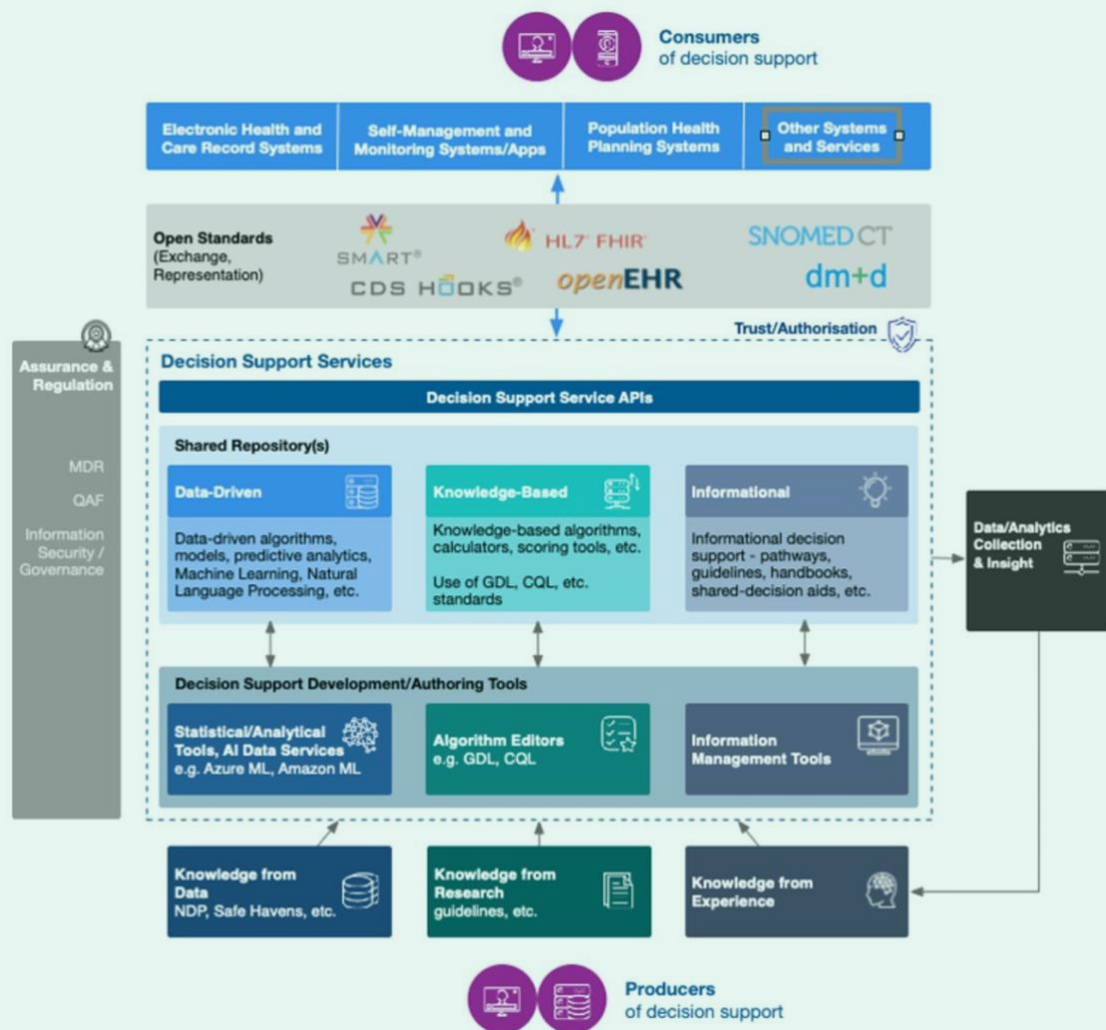 Consumers
of decision support
Electronic Health and
Care Record Systems
Self-Management and
Monitoring Systems/Apps
Population Health
Planning Systems
Other Systems
and Services
Open Standards
(Exchange,
Representation)
SMART®
HL7® FHIR®
SNOMED CT
CDS HOOKS®
openEHR
dm+d
Trust/Authorisation
Assurance &
Regulation
MDR
QAF
Information
Security /
Governance
Decision Support Services
Decision Support Service APIs
Shared Repository(s)
Data-Driven
Data-driven algorithms,
models, predictive analytics,
Machine Learning, Natural
Language Processing, etc.
Knowledge-Based
Knowledge-based algorithms,
calculators, scoring tools, etc.
Use of GDL, CQL, etc.
standards
Informational
Informational decision
support - pathways,
guidelines, handbooks,
shared-decision aids, etc.
Data/Analytics
Collection
& Insight
Decision Support Development/Authoring Tools
Statistical/Analytical
Tools, AI Data Services
e.g. Azure ML, Amazon ML
Algorithm Editors
e.g. GDL, CQL
Information
Management Tools
Knowledge from
Data
NDP, Safe Havens, etc.
Knowledge from
Research
guidelines, etc.
Knowledge from
Experience
Producers
of decision support